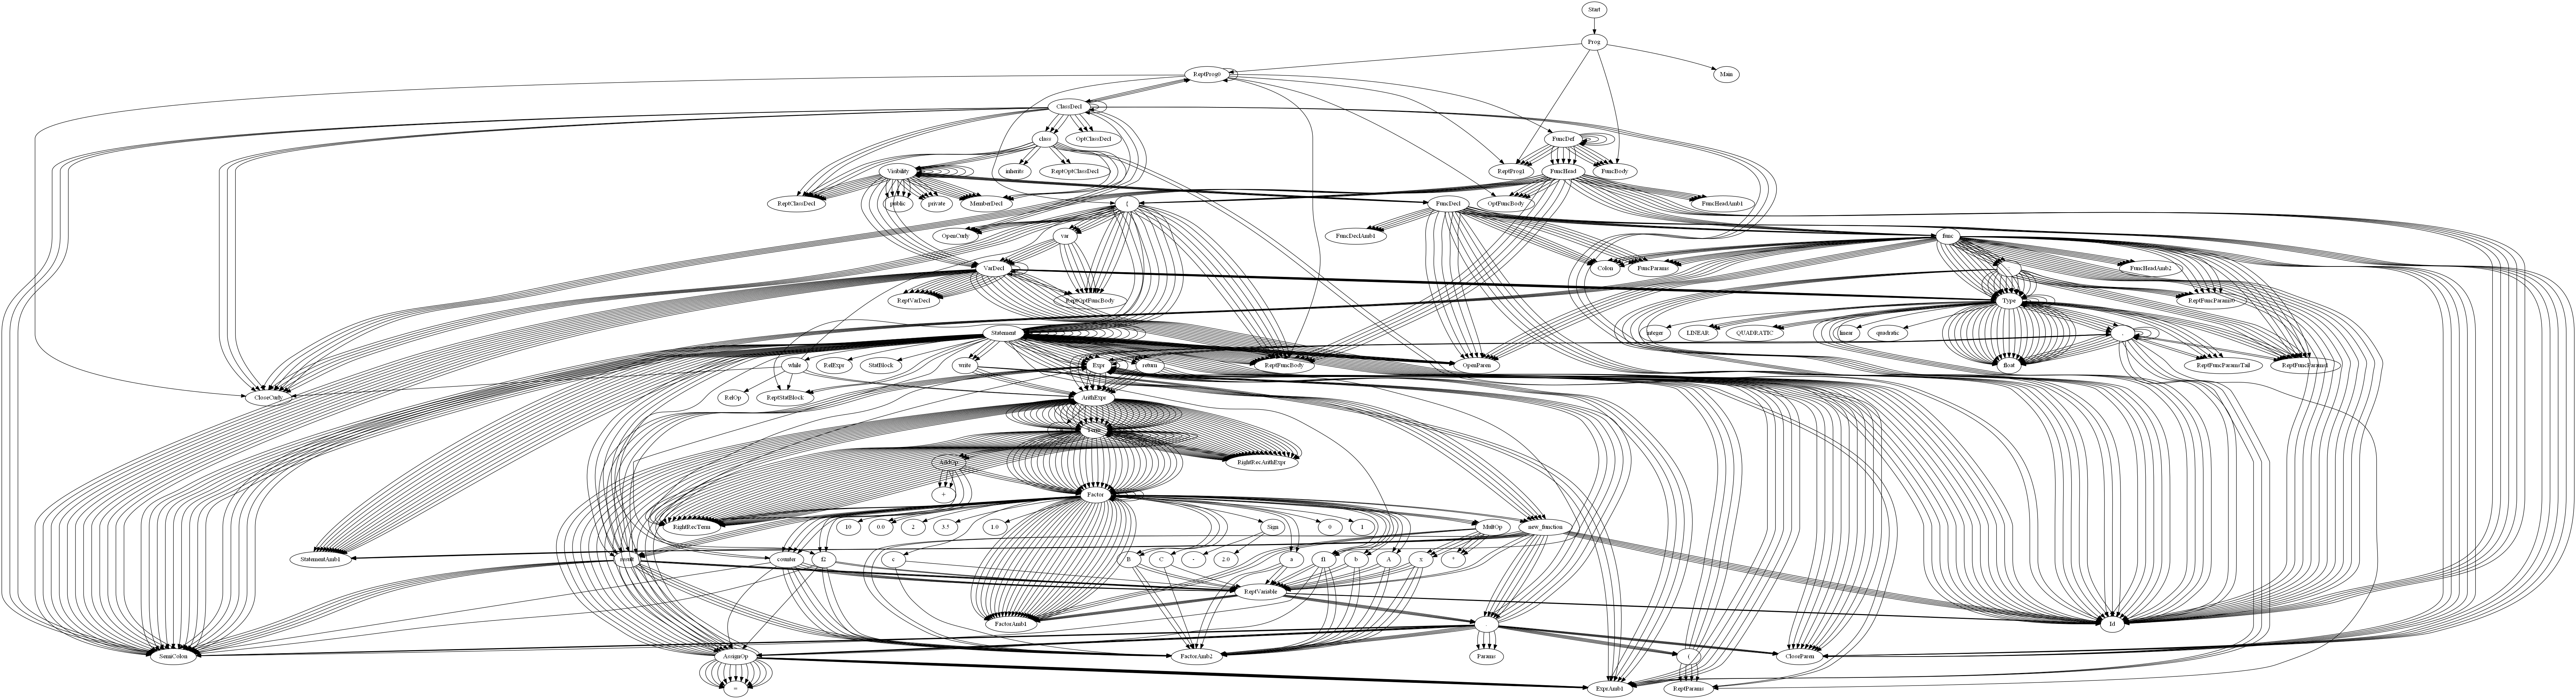 Start
Prog
ReptProg0
Main
ClassDecl
class
OptClassDecl
FuncDef
Visibility
inherits
ReptOptClassDecl
ReptProg1
FuncHead
FuncBody
ReptClassDecl
public
private
MemberDecl
{
FuncDecl
OptFuncBody
FuncHeadAmb1
OpenCurly
var
FuncDeclAmb1
func
VarDecl
Colon
FuncParams
FuncHeadAmb2
ReptVarDecl
ReptOptFuncBody
Type
ReptFuncParams0
Statement
integer
LINEAR
QUADRATIC
linear
quadratic
while
RelExpr
StatBlock
write
Expr
return
ReptFuncBody
OpenParen
float
ReptFuncParamsTail
ReptFuncParams1
CloseCurly
RelOp
ReptStatBlock
ArithExpr
Term
AddOp
RightRecArithExpr
+
Factor
RightRecTerm
10
0.0
2
3.5
1.0
Sign
0
1
MultOp
new_function
StatementAmb1
result
counter
f2
c
B
C
-
2.0
a
f1
b
A
x
*
ReptVariable
FactorAmb1
.
Id
SemiColon
AssignOp
FactorAmb2
Params
(
CloseParen
=
ExprAmb1
ReptParams